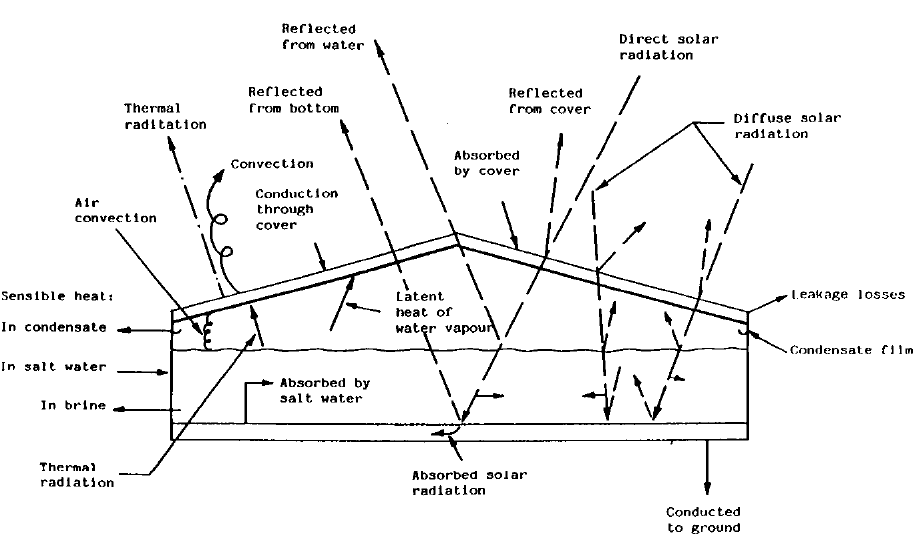 Reflected
from water
Direct solar
radiation
Reflected
from bottom
Reflected
from cover
Thermal
raditation
Diffuse solar
radiation
Convection
Absorbed
by cover
Air
convection
Conduction
through
cover
Sensible heat:
Latent
heat of
water vapour
Leakage losses
In condensate
Condensate film
In salt water
Absorbed by
salt water
In brine
Thermal
radiation
Absorbed solar
radiation
Conducted
to ground